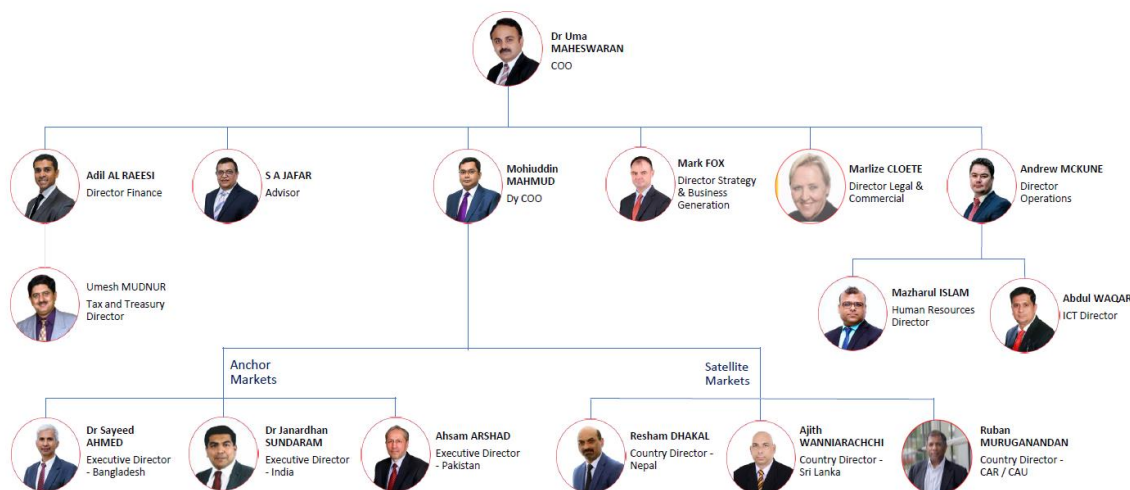 Dr Uma
MAHESWARAN
COO
Adil AL RAEESI
Director Finance
S A JAFAR
Advisor
Mohiuddin
MAHMUD
Dy COO
Mark FOX
Director Strategy
& Business
Generation
Marlize CLOETE
Director Legal &
Commercial
Andrew MCKUNE
Director
Operations
Umesh MUDNUR
Tax and Treasury
Director
Mazharul ISLAM
Human Resources
Director
Abdul WAQAR
ICT Director
Anchor
Markets
Satellite
Markets
Dr Sayeed
AHMED
Executive Director
- Bangladesh
Dr Janardhan
SUNDARAM
Executive Director
- India
Ahsam ARSHAD
Executive Director
- Pakistan
Resham DHAKAL
Country Director -
Nepal
Ajith
WANNIARACHCHI
Country Director -
Sri Lanka
Ruban
MURUGANANDAN
Country Director -
CAR / CAU